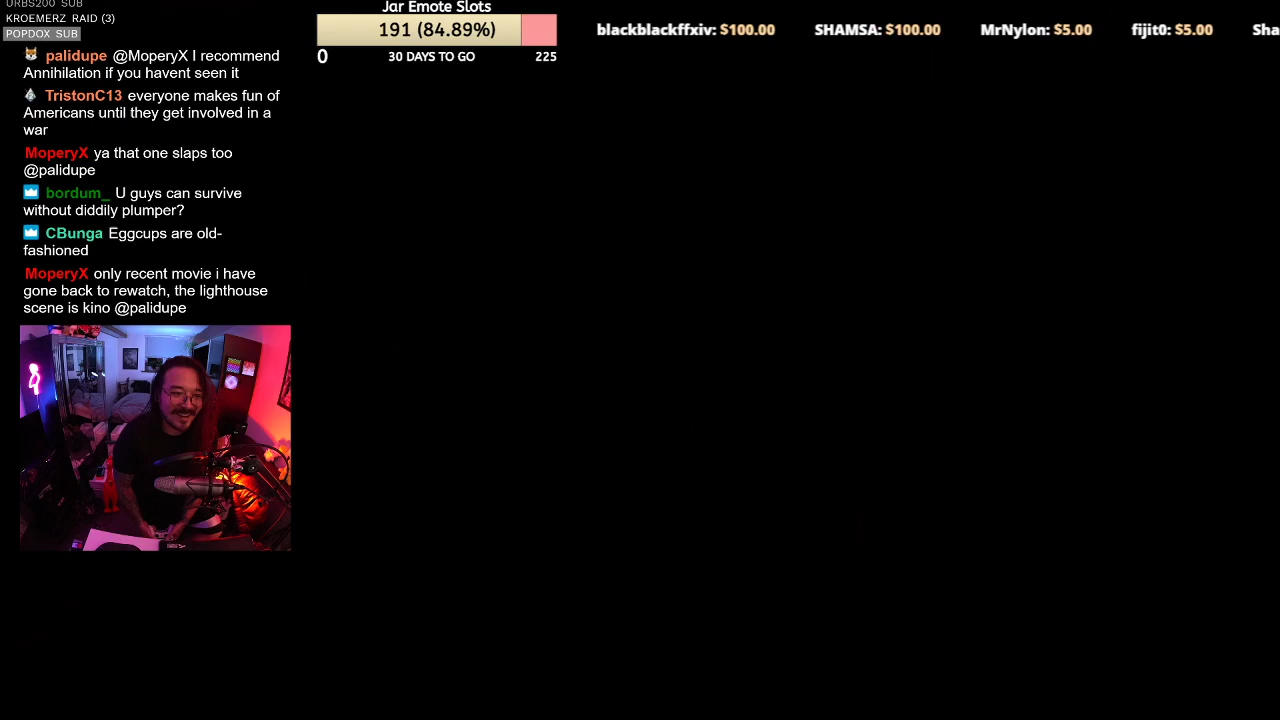 URBS200 SUB
KROEMERZ RAID (3)
POPDOX SUB
palidupe @MoperyX I recommend
Annihilation if you havent seen it
TristonC13 everyone makes fun of
Americans until they get involved in a
war
MoperyX ya that one slaps too
@palidupe
bordum_ U guys can survive
without diddily plumper?
CBunga Eggcups are old-
fashioned
MoperyX only recent movie i have
gone back to rewatch, the lighthouse
scene is kino @palidupe
Jar Emote Slots
191 (84.89%)
0 30 DAYS TO GO 225
blackblackffxiv: $100.00 SHAMSA: $100.00 MrNylon: $5.00 fijit0: $5.00 Sha